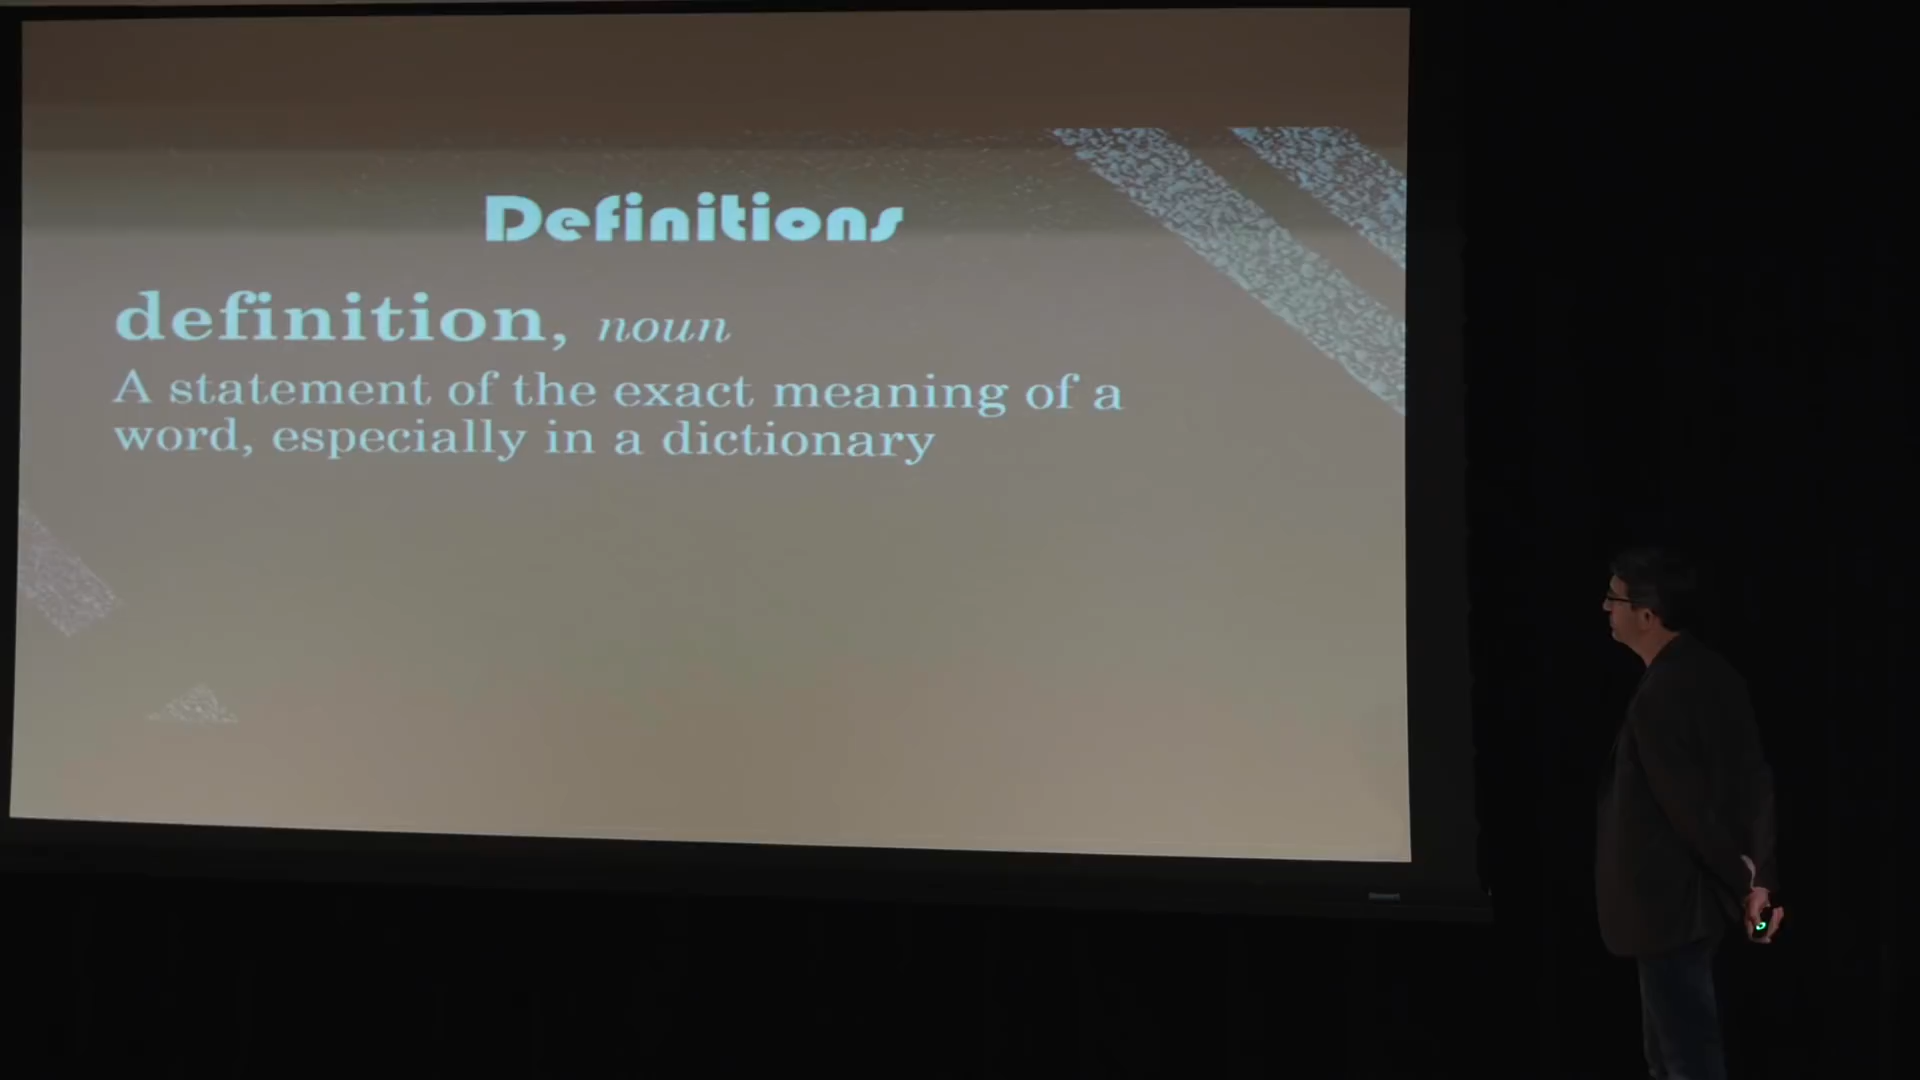 Definitions
definition, noun
A statement of the exact meaning of a
word, especially in a dictionary